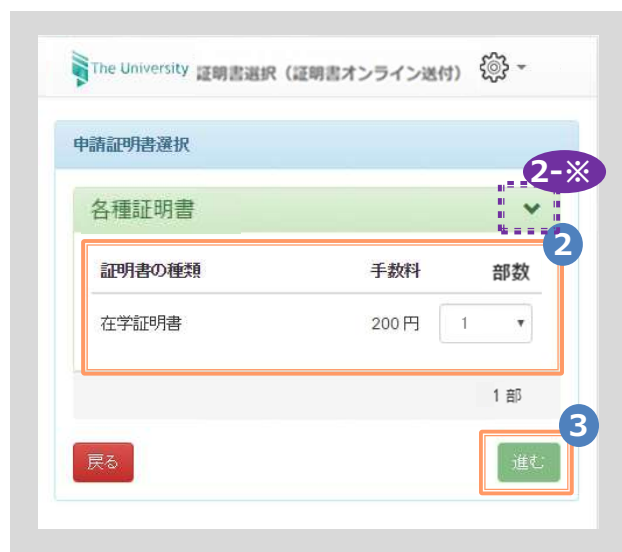 The University 証明書選択（証明書オンライン送付）
申請証明書選択
2-※
各種証明書
2
証明書の種類 手数料 部数
在学証明書 200円 1
1 部
3
戻る 進む